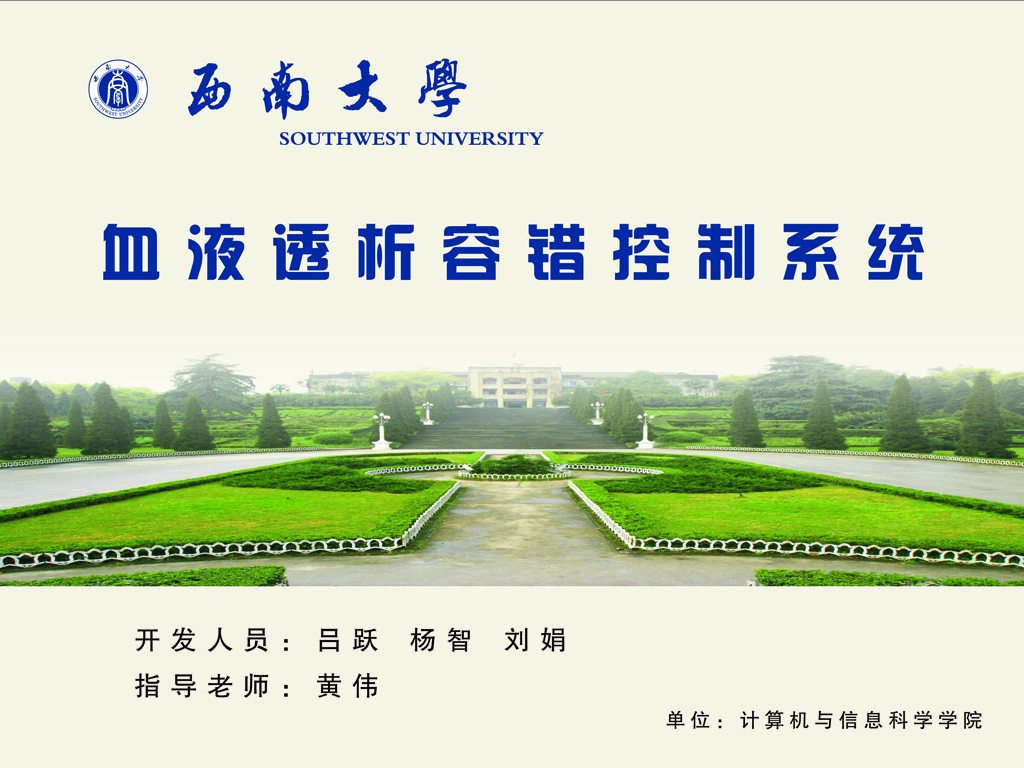 西南大學
SOUTHWEST UNIVERSITY
血液透析容错控制系统
开发人员：吕跃 杨智 刘娟
指导老师：黄伟
单位：计算机与信息科学学院